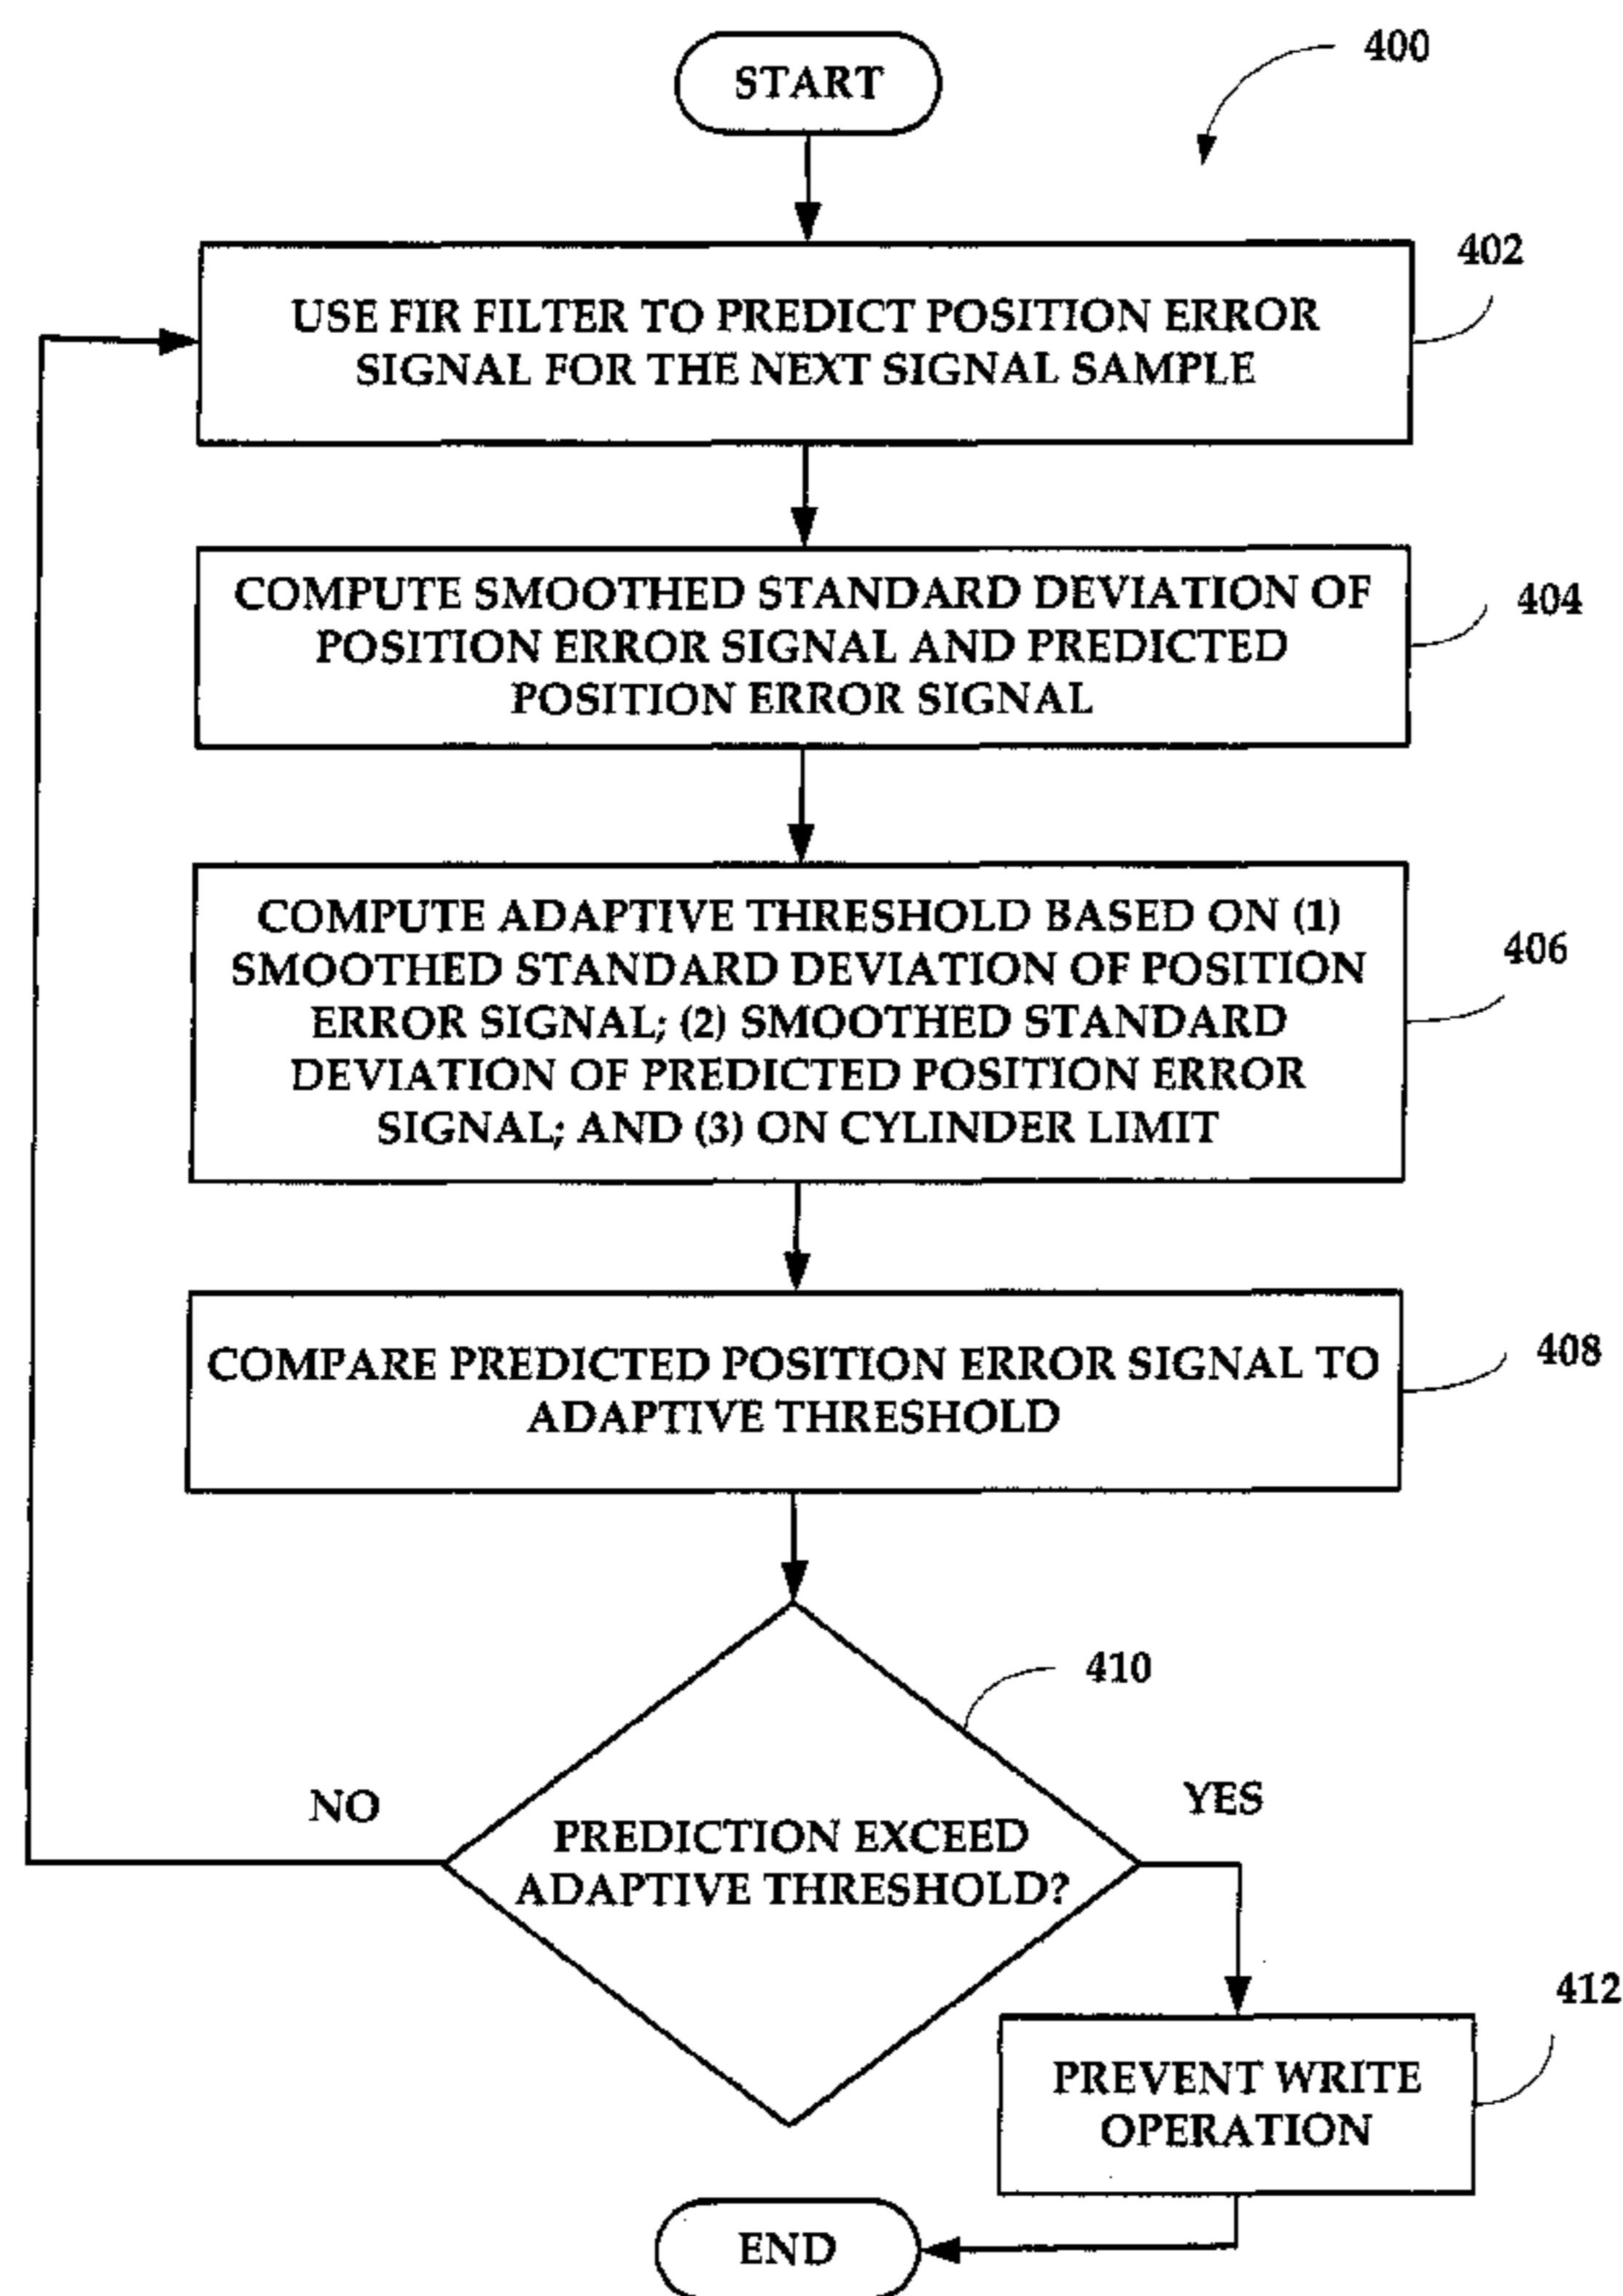 400
START
402
USE FIR FILTER TO PREDICT POSITION ERROR
SIGNAL FOR THE NEXT SIGNAL SAMPLE
404
COMPUTE SMOOTHED STANDARD DEVIATION OF
POSITION ERROR SIGNAL AND PREDICTED
POSITION ERROR SIGNAL
406
COMPUTE ADAPTIVE THRESHOLD BASED ON (1)
SMOOTHED STANDARD DEVIATION OF POSITION
ERROR SIGNAL; (2) SMOOTHED STANDARD
DEVIATION OF PREDICTED POSITION ERROR
SIGNAL; AND (3) ON CYLINDER LIMIT
408
COMPARE PREDICTED POSITION ERROR SIGNAL TO
ADAPTIVE THRESHOLD
410
NO
YES
PREDICTION EXCEED
ADAPTIVE THRESHOLD?
412
PREVENT WRITE
OPERATION
END